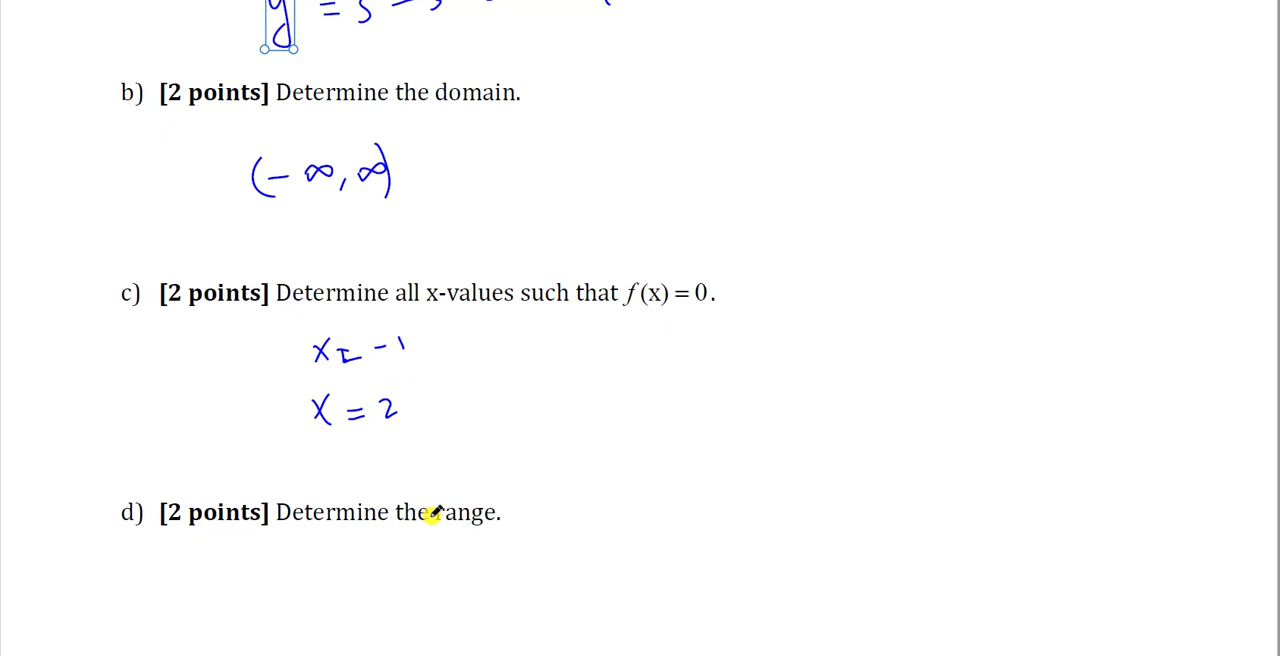 y = 5
b) [2 points] Determine the domain.
(- ∞, ∞)
c) [2 points] Determine all x-values such that f(x) = 0.
x = -1
x = 2
d) [2 points] Determine the range.